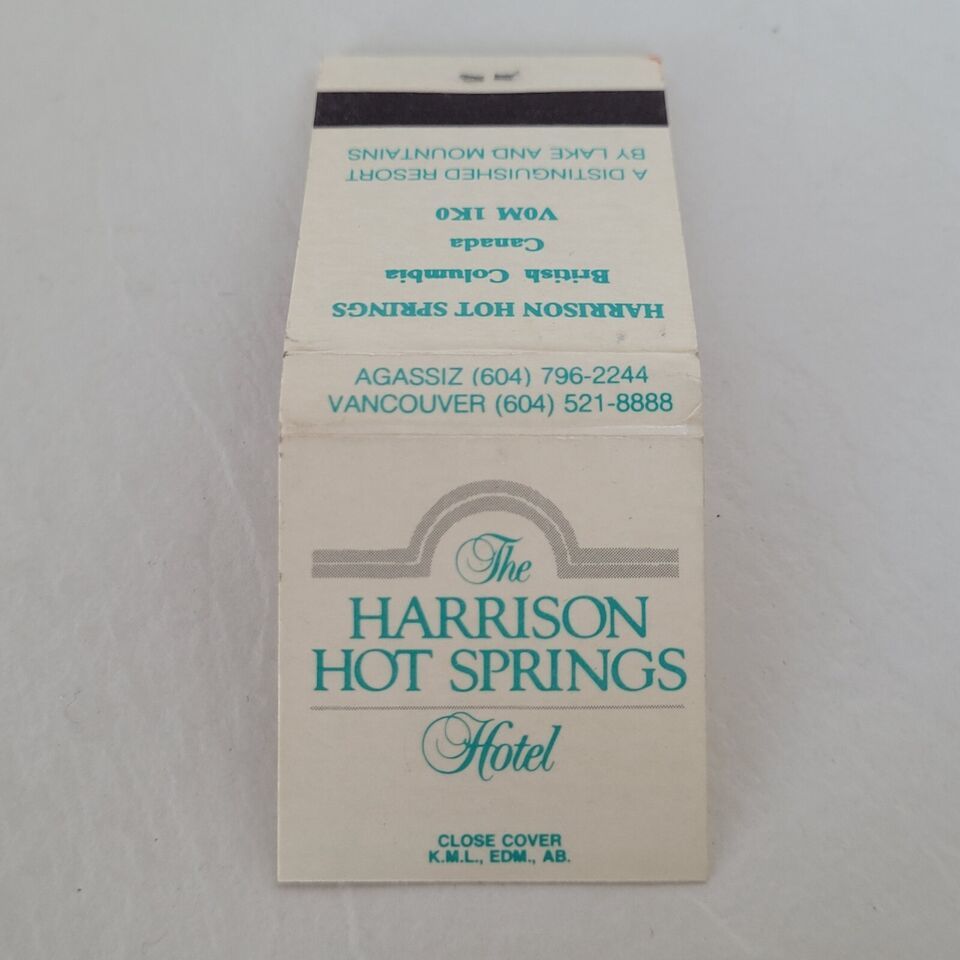 A DISTINGUISHED RESORT
BY LAKE AND MOUNTAINS
HARRISON HOT SPRINGS
British Columbia
Canada
V0M 1K0
AGASSIZ (604) 796-2244
VANCOUVER (604) 521-8888
The
HARRISON
HOT SPRINGS
Hotel
CLOSE COVER
K.M.L., EDM., AB.